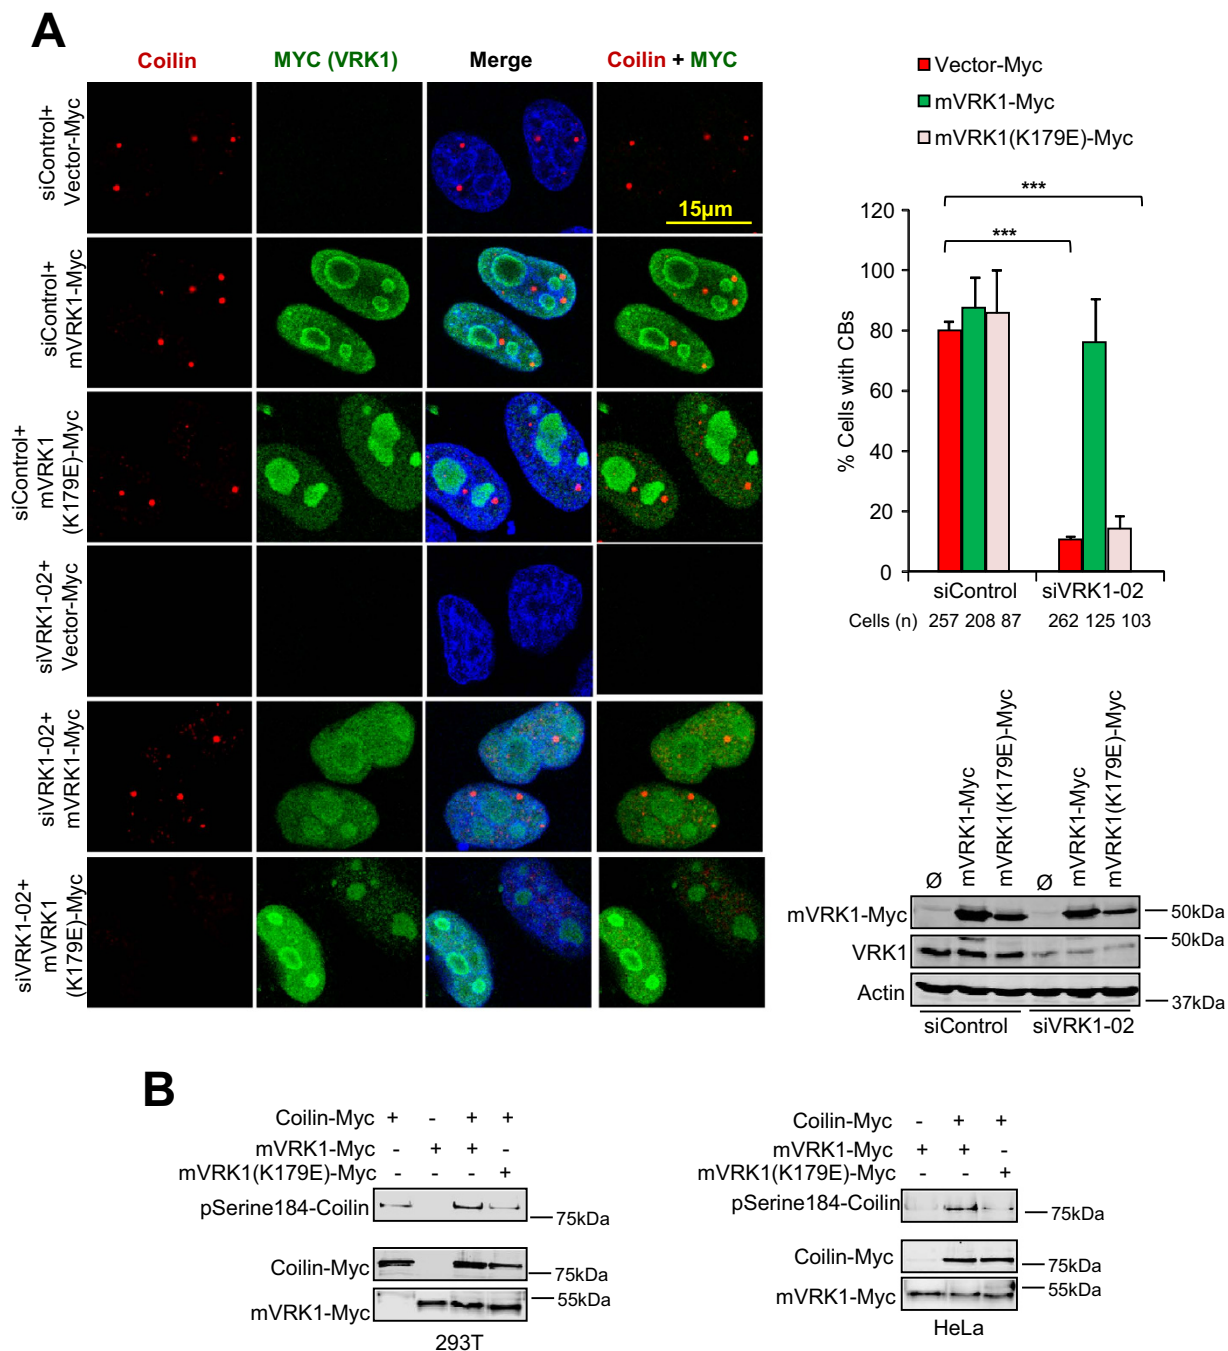 A
Coilin
MYC (VRK1)
Merge
Coilin + MYC
siControl+
Vector-Myc
15µm
siControl+
mVRK1-Myc
siControl+
mVRK1
(K179E)-Myc
siVRK1-02+
Vector-Myc
siVRK1-02+
mVRK1-Myc
siVRK1-02+
mVRK1
(K179E)-Myc
Vector-Myc
mVRK1-Myc
mVRK1(K179E)-Myc
***
***
% Cells with CBs
120
100
80
60
40
20
0
siControl siVRK1-02
Cells (n) 257 208 87 262 125 103
Ø mVRK1-Myc mVRK1(K179E)-Myc Ø mVRK1-Myc mVRK1(K179E)-Myc
mVRK1-Myc 50kDa
50kDa
VRK1
Actin
37kDa
siControl siVRK1-02
B
Coilin-Myc + - + +
mVRK1-Myc - + + -
mVRK1(K179E)-Myc - - - +
pSerine184-Coilin
75kDa
Coilin-Myc
75kDa
55kDa
mVRK1-Myc
293T
Coilin-Myc - + +
mVRK1-Myc + + -
mVRK1(K179E)-Myc - - +
pSerine184-Coilin
75kDa
Coilin-Myc
75kDa
55kDa
mVRK1-Myc
HeLa